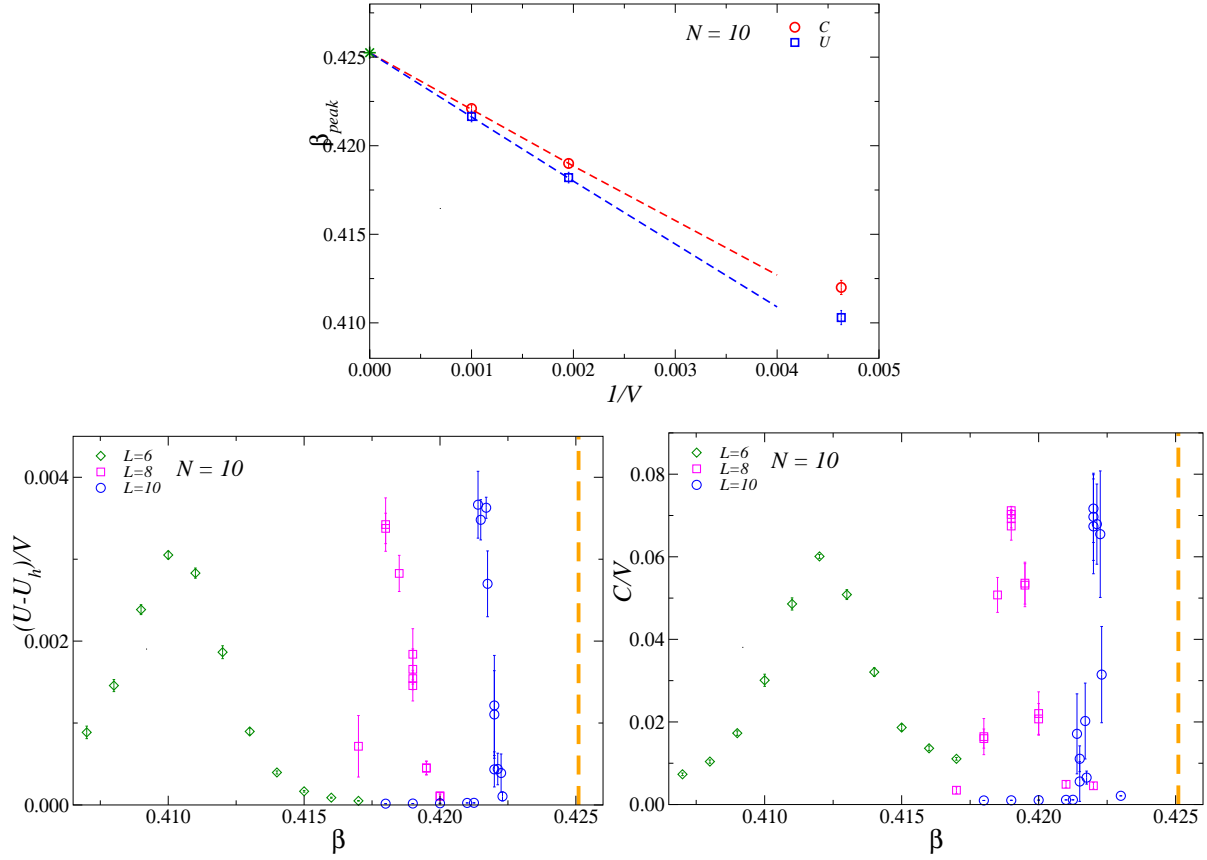 N = 10
C
U
β_peak
0.425
0.420
0.415
0.410
0.000 0.001 0.002 0.003 0.004 0.005
1/V
L=6
L=8
L=10
N = 10
(U-U_h)/V
0.004
0.002
0.000
0.410 0.415 0.420 0.425
β
L=6
L=8
L=10
N = 10
C/V
0.08
0.06
0.04
0.02
0.00
0.410 0.415 0.420 0.425
β